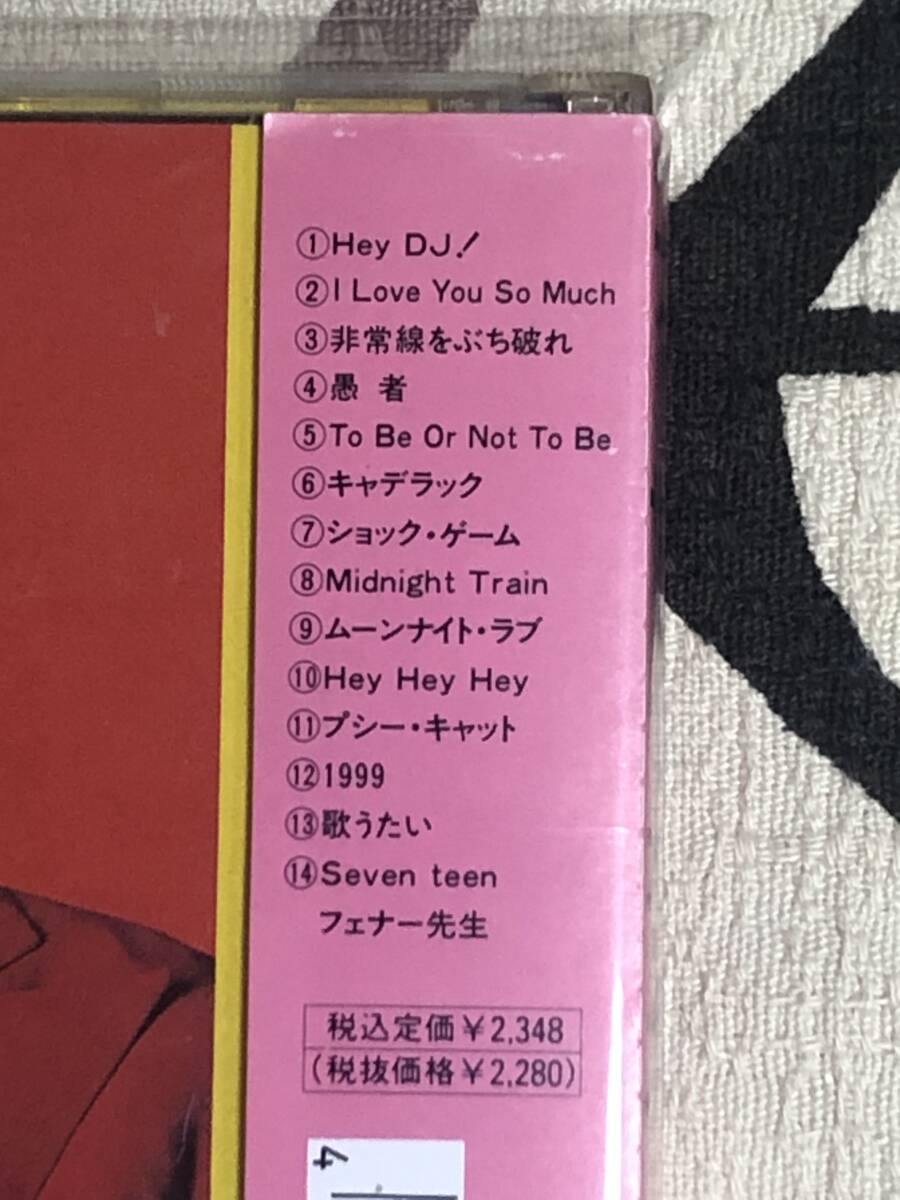 ①Hey DJ!
②I Love You So Much
③非常線をぶち破れ
④愚 者
⑤To Be Or Not To Be
⑥キャデラック
⑦ショック・ゲーム
⑧Midnight Train
⑨ムーンナイト・ラブ
⑩Hey Hey Hey
⑪プシー・キャット
⑫1999
⑬歌うたい
⑭Seven teen
フェナー先生
税込定価¥2,348
(税抜価格¥2,280)
4